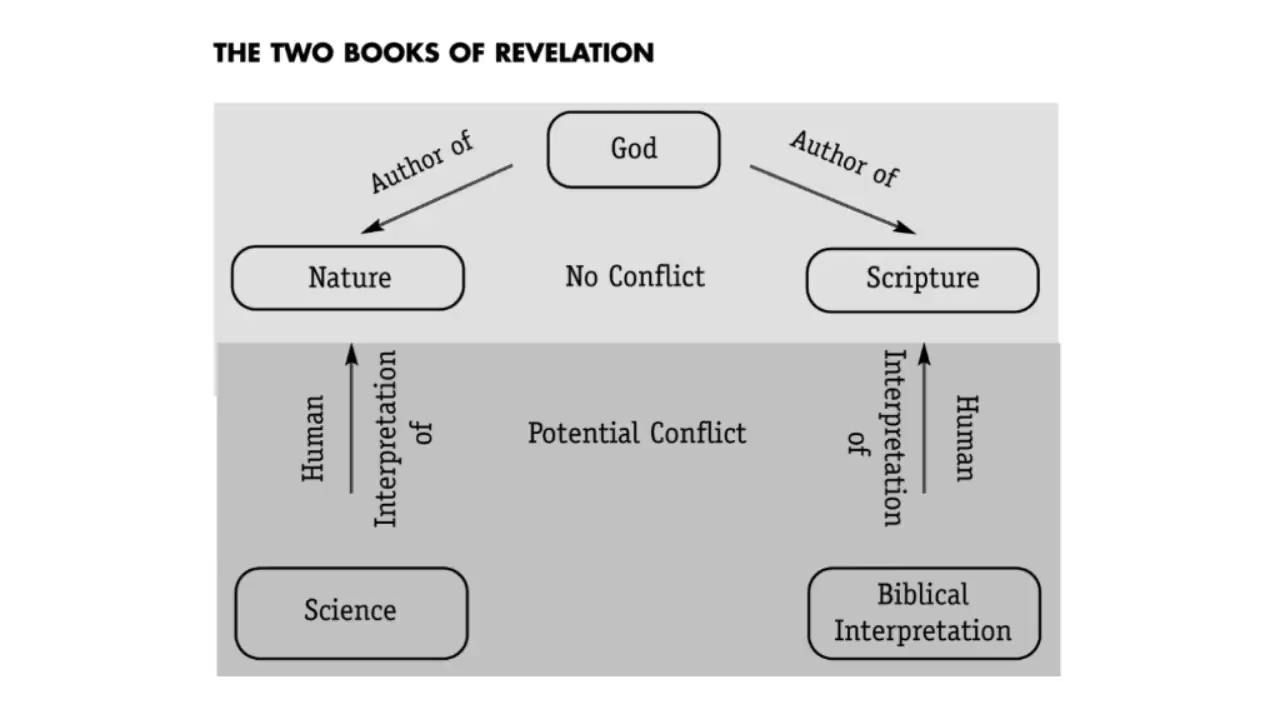 THE TWO BOOKS OF REVELATION
God
Author of
Author of
Nature
No Conflict
Scripture
Human
Interpretation
of
Potential Conflict
Human
Interpretation
of
Science
Biblical
Interpretation